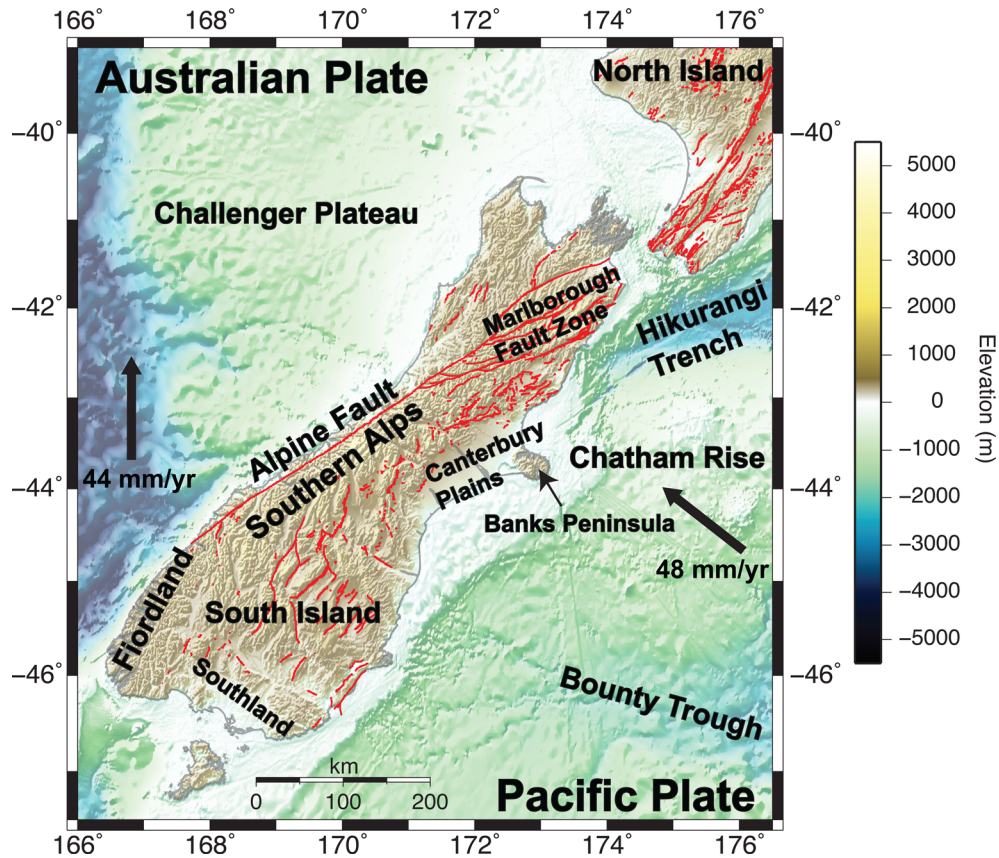 166° 168° 170° 172° 174° 176°
Australian Plate
North Island
−40° −40°
Challenger Plateau
−42° −42°
Marlborough
Fault Zone
Hikurangi
Trench
Alpine Fault
Southern Alps
Canterbury
Plains
Chatham Rise
44 mm/yr
−44° −44°
Banks Peninsula
48 mm/yr
Fiordland
South Island
−46° −46°
Southland
Bounty Trough
km
0 100 200
Pacific Plate
166° 168° 170° 172° 174° 176°
5000
4000
3000
2000
1000
0
−1000
−2000
−3000
−4000
−5000
Elevation (m)